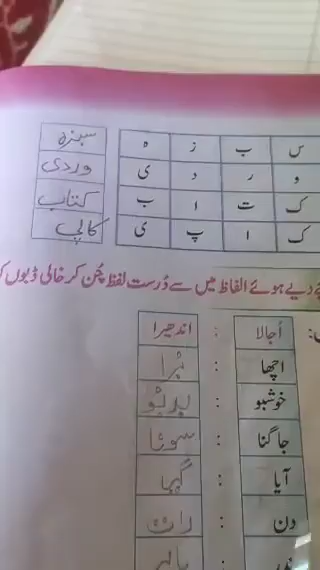 س ب ز ہ سبزہ
و ر د ی وردی
ک ت ا ب کتاب
ک ا پ ی کاپی
دیے ہوئے الفاظ میں سے دُرست لفظ چُن کر خالی ڈبوں
اُجالا : اندھیرا
اچھا : بُرا
خوشبو : بدبو
جاگنا : سونا
آیا : گیا
دن : رات
باہر